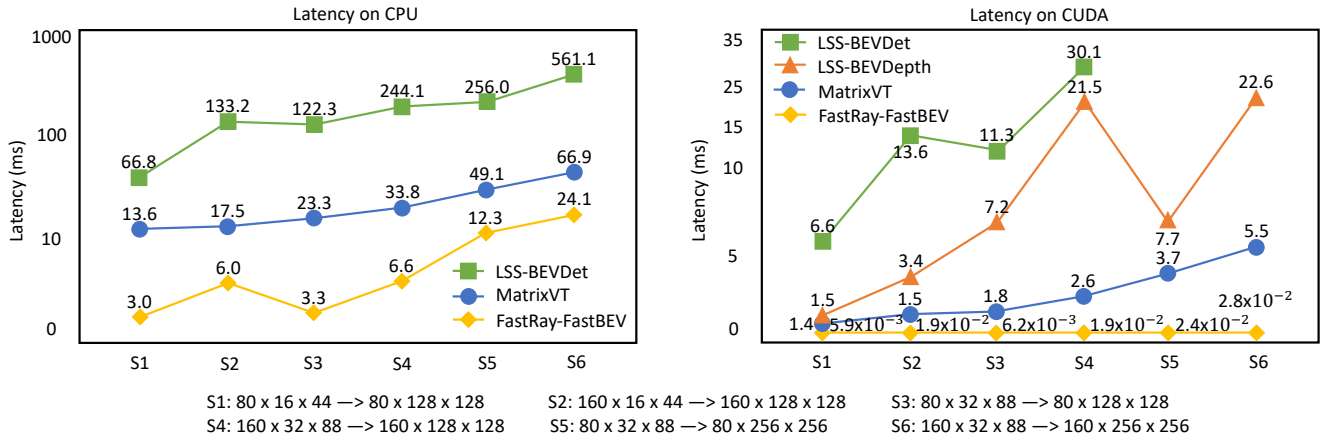 Latency on CPU
1000
100
10
0
Latency (ms)
66.8
133.2
122.3
244.1
256.0
561.1
13.6
17.5
23.3
33.8
49.1
66.9
3.0
6.0
3.3
6.6
12.3
24.1
LSS-BEVDet
MatrixVT
FastRay-FastBEV
S1 S2 S3 S4 S5 S6
Latency on CUDA
35
25
15
10
5
0
Latency (ms)
LSS-BEVDet
LSS-BEVDepth
MatrixVT
FastRay-FastBEV
6.6
13.6
11.3
30.1
1.5
3.4
7.2
21.5
7.7
22.6
1.4
1.5
1.8
2.6
3.7
5.5
5.9x10⁻³
1.9x10⁻²
6.2x10⁻³
1.9x10⁻²
2.4x10⁻²
2.8x10⁻²
S1 S2 S3 S4 S5 S6
S1: 80 x 16 x 44 —> 80 x 128 x 128 S2: 160 x 16 x 44 —> 160 x 128 x 128 S3: 80 x 32 x 88 —> 80 x 128 x 128
S4: 160 x 32 x 88 —> 160 x 128 x 128 S5: 80 x 32 x 88 —> 80 x 256 x 256 S6: 160 x 32 x 88 —> 160 x 256 x 256